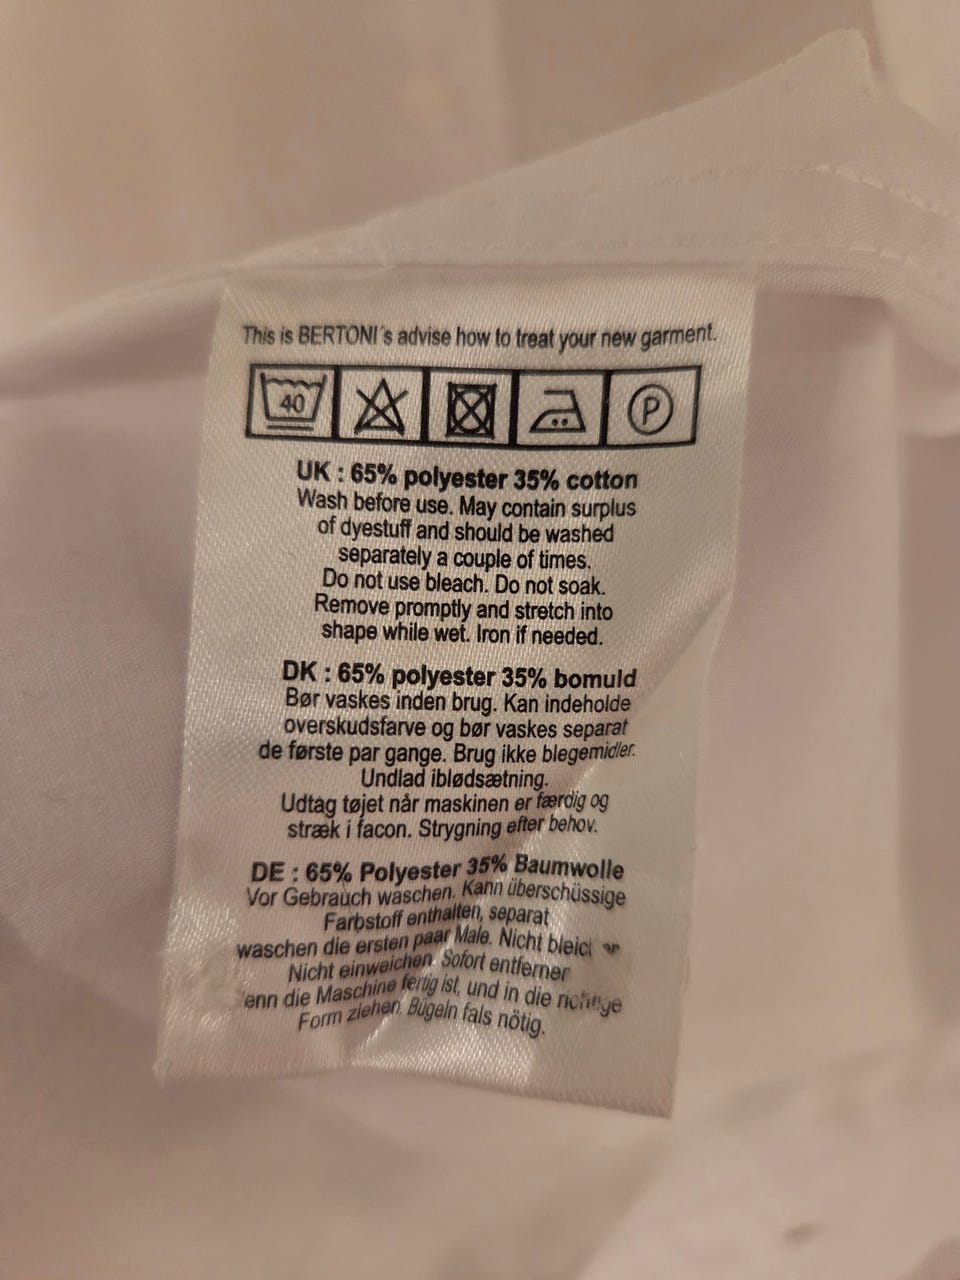 This is BERTONI´s advise how to treat your new garment.
40 P
UK : 65% polyester 35% cotton
Wash before use. May contain surplus
of dyestuff and should be washed
separately a couple of times.
Do not use bleach. Do not soak.
Remove promptly and stretch into
shape while wet. Iron if needed.
DK : 65% polyester 35% bomuld
Bør vaskes inden brug. Kan indeholde
overskudsfarve og bør vaskes separat
de første par gange. Brug ikke blegemidler.
Undlad iblødsætning.
Udtag tøjet når maskinen er færdig og
stræk i facon. Strygning efter behov.
DE : 65% Polyester 35% Baumwolle
Vor Gebrauch waschen. Kann überschüssige
Farbstoff enthalten, separat
waschen die ersten paar Male. Nicht
Nicht einweichen. Sofort entferner
die Maschine fertig ist, und in die richtige
Form ziehen. Bügeln fals nötig.